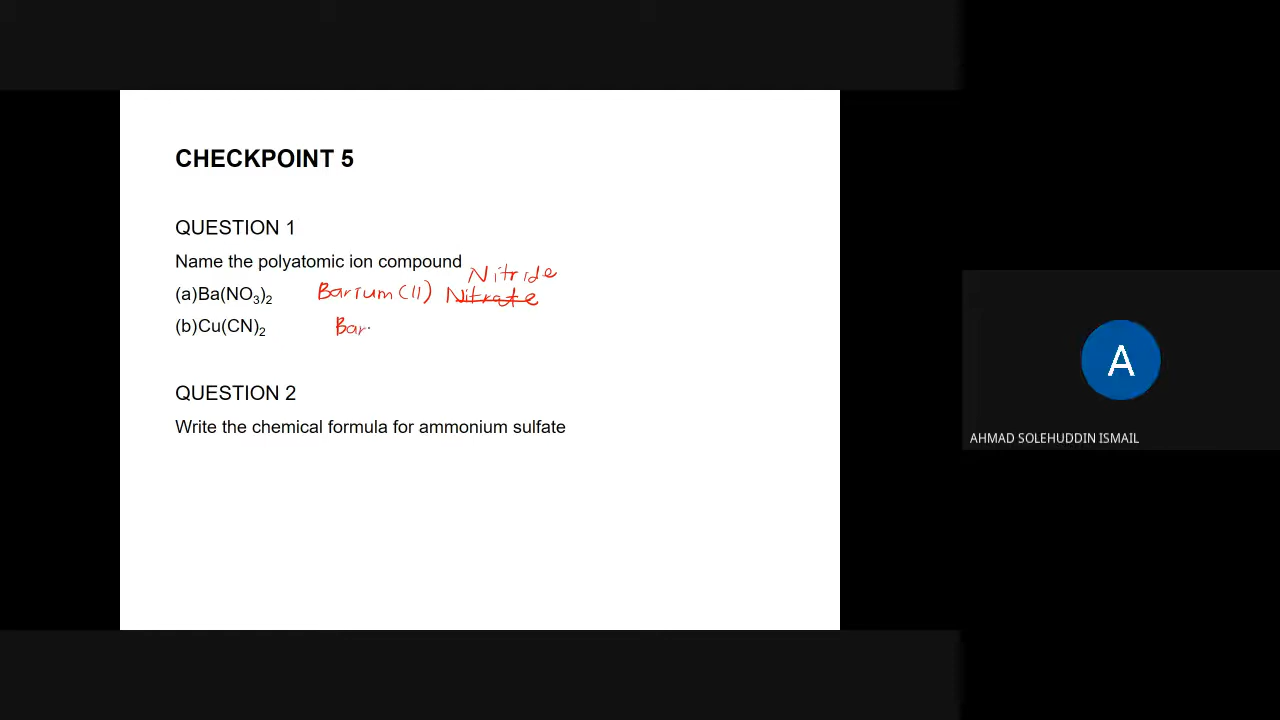 CHECKPOINT 5
QUESTION 1
Name the polyatomic ion compound
Nitride
(a)Ba(NO3)2 Barium(II) Nitrate
(b)Cu(CN)2 Bar
QUESTION 2
Write the chemical formula for ammonium sulfate
A
AHMAD SOLEHUDDIN ISMAIL